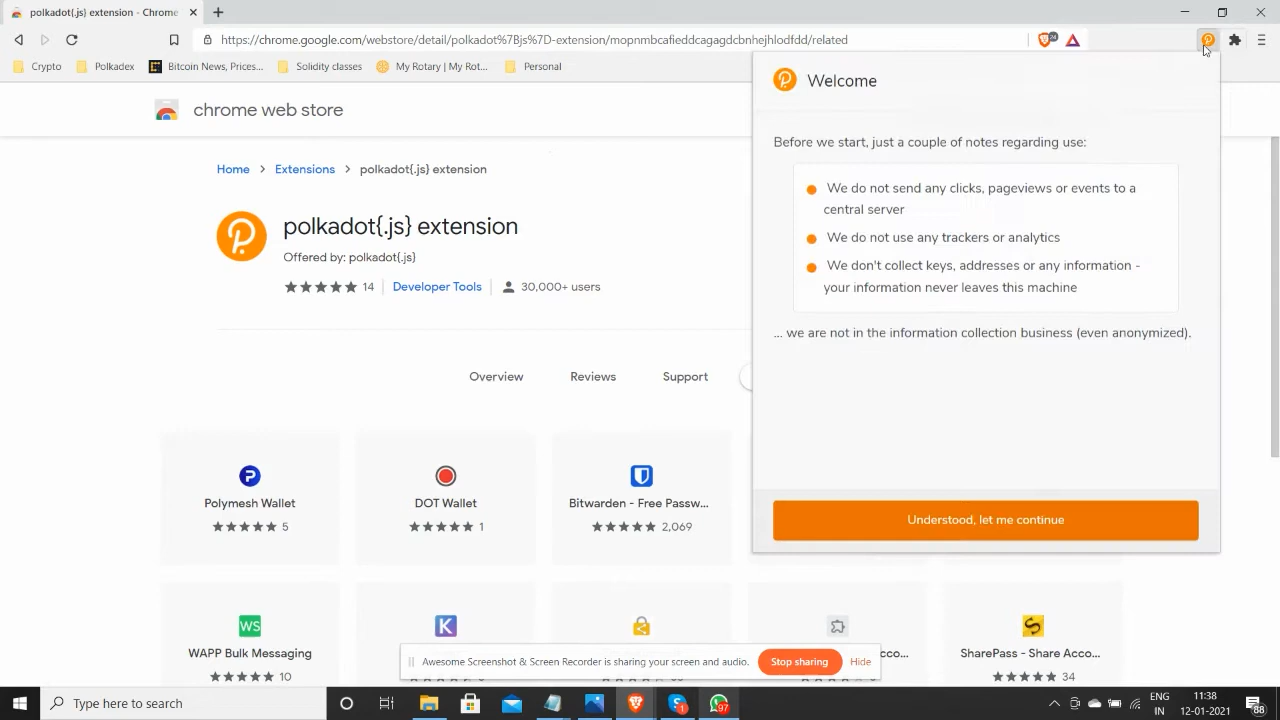 polkadot{.js} extension - Chrome
https://chrome.google.com/webstore/detail/polkadot%7Bjs%7D-extension/mopnmbcafieddcagagdcbnhejhlodfdd/related
24
Crypto
Polkadex
Bitcoin News, Prices...
Solidity classes
My Rotary | My Rot...
Personal
chrome web store
Home > Extensions > polkadot{.js} extension
polkadot{.js} extension
Offered by: polkadot{.js}
14
Developer Tools
30,000+ users
Overview
Reviews
Support
Polymesh Wallet
5
DOT Wallet
1
Bitwarden - Free Passw...
2,069
WS
WAPP Bulk Messaging
10
K
cco...
SharePass - Share Acco...
34
Welcome
Before we start, just a couple of notes regarding use:
We do not send any clicks, pageviews or events to a
central server
We do not use any trackers or analytics
We don't collect keys, addresses or any information -
your information never leaves this machine
... we are not in the information collection business (even anonymized).
Understood, let me continue
Awesome Screenshot & Screen Recorder is sharing your screen and audio.
Stop sharing
Hide
Type here to search
1
97
ENG
IN
11:38
12-01-2021
88